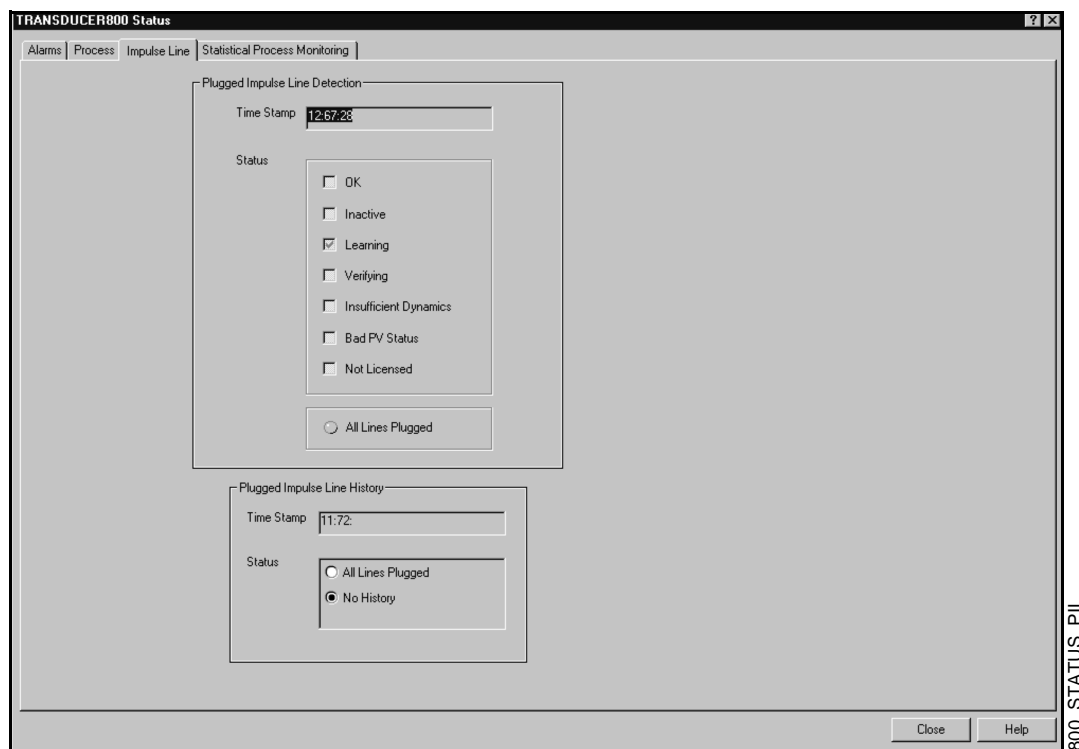 TRANSDUCER800 Status
Alarms Process Impulse Line Statistical Process Monitoring
Plugged Impulse Line Detection
Time Stamp 12:67:28
Status
OK
Inactive
Learning
Verifying
Insufficient Dynamics
Bad PV Status
Not Licensed
All Lines Plugged
Plugged Impulse Line History
Time Stamp 11:72:
Status
All Lines Plugged
No History
Close Help
800_STATUS_PIL